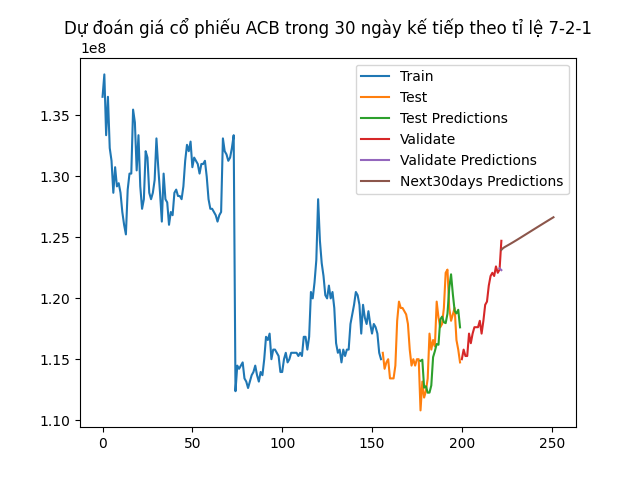 Dự đoán giá cổ phiếu ACB trong 30 ngày kế tiếp theo tỉ lệ 7-2-1
1e8
Train
Test
Test Predictions
Validate
Validate Predictions
Next30days Predictions
1.35
1.30
1.25
1.20
1.15
1.10
0
50
100
150
200
250